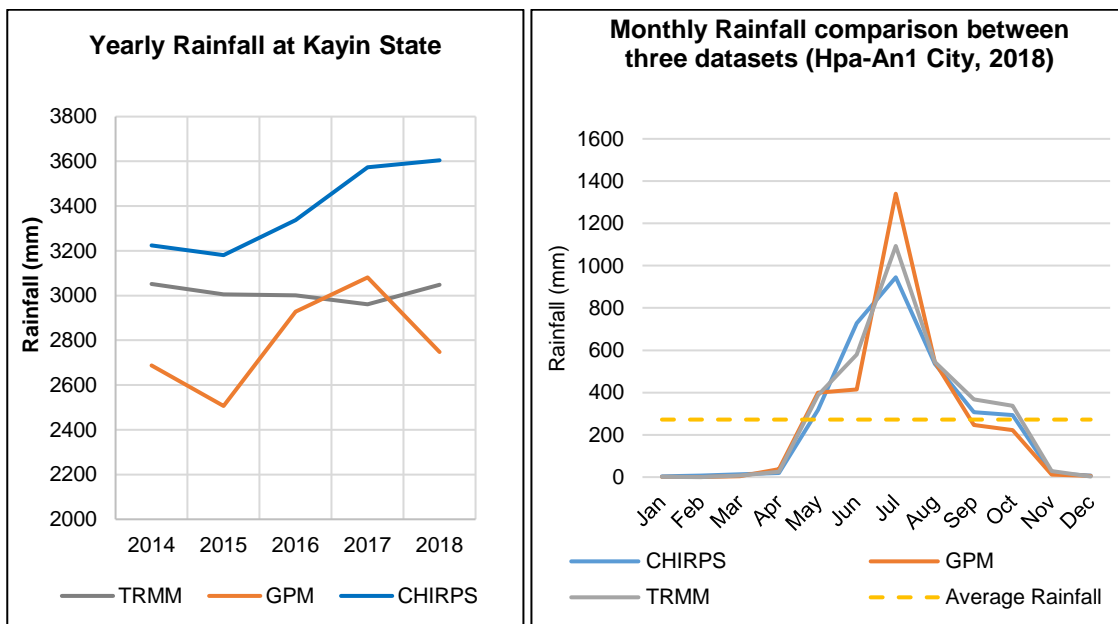 Yearly Rainfall at Kayin State
Rainfall (mm)
3800
3600
3400
3200
3000
2800
2600
2400
2200
2000
2014 2015 2016 2017 2018
TRMM GPM CHIRPS
Monthly Rainfall comparison between
three datasets (Hpa-An1 City, 2018)
Rainfall (mm)
1600
1400
1200
1000
800
600
400
200
0
Jan Feb Mar Apr May Jun Jul Aug Sep Oct Nov Dec
CHIRPS GPM
TRMM Average Rainfall